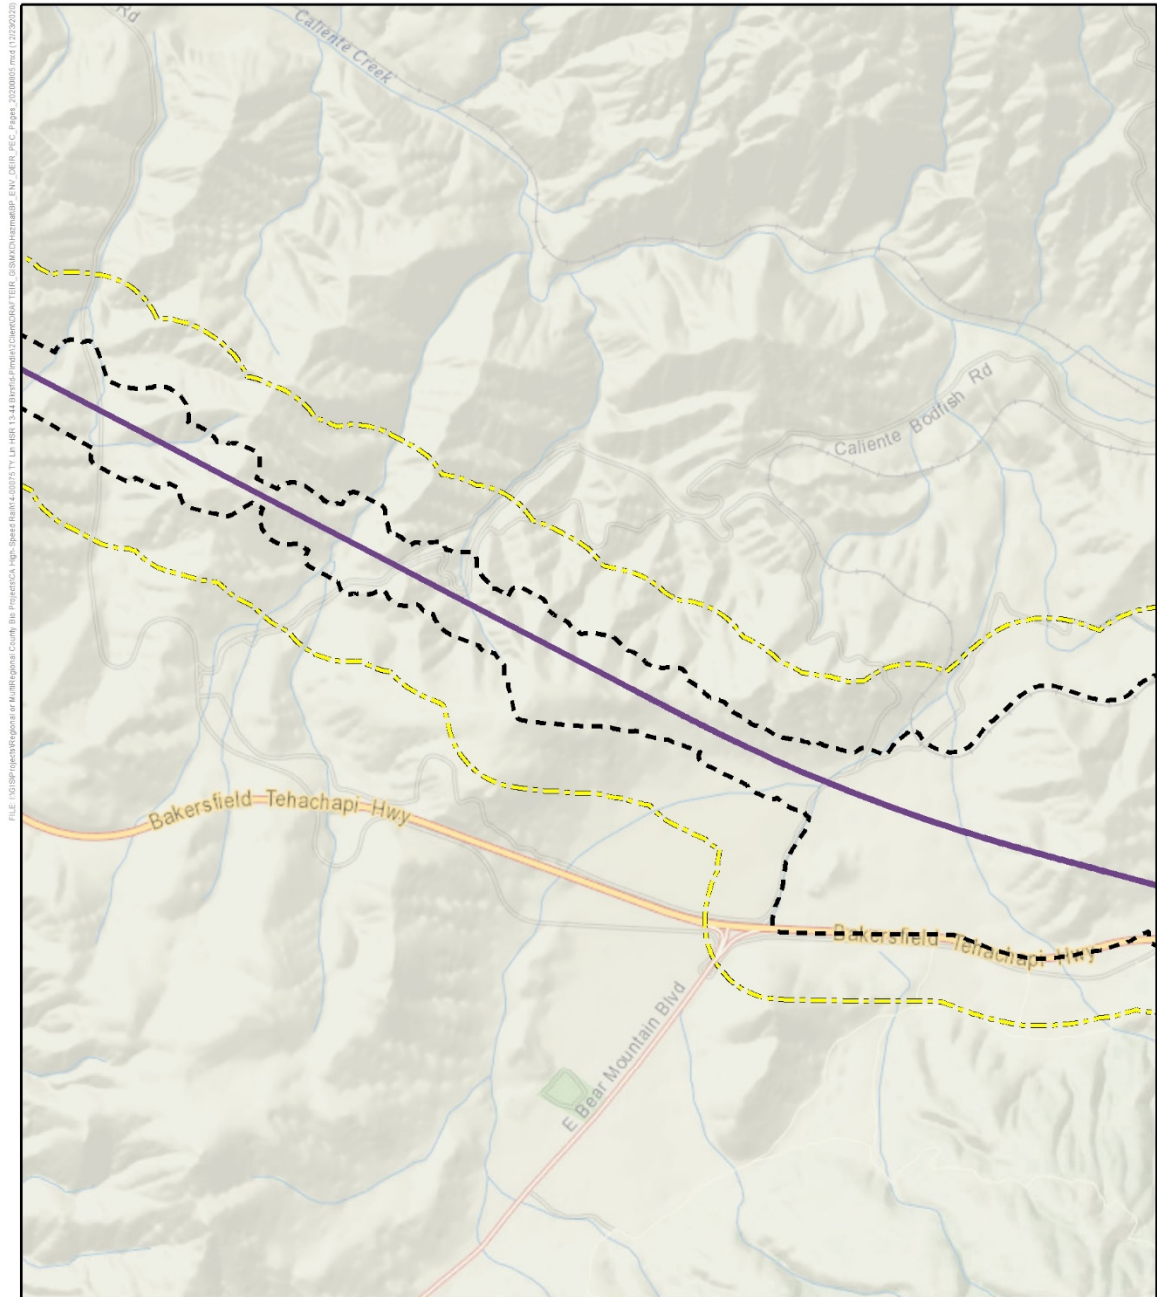 Rd
Caliente Creek
Caliente Bodfish Rd
Bakersfield Tehachapi Hwy
Bakersfield Tehachapi Hwy
E Bear Mountain Blvd